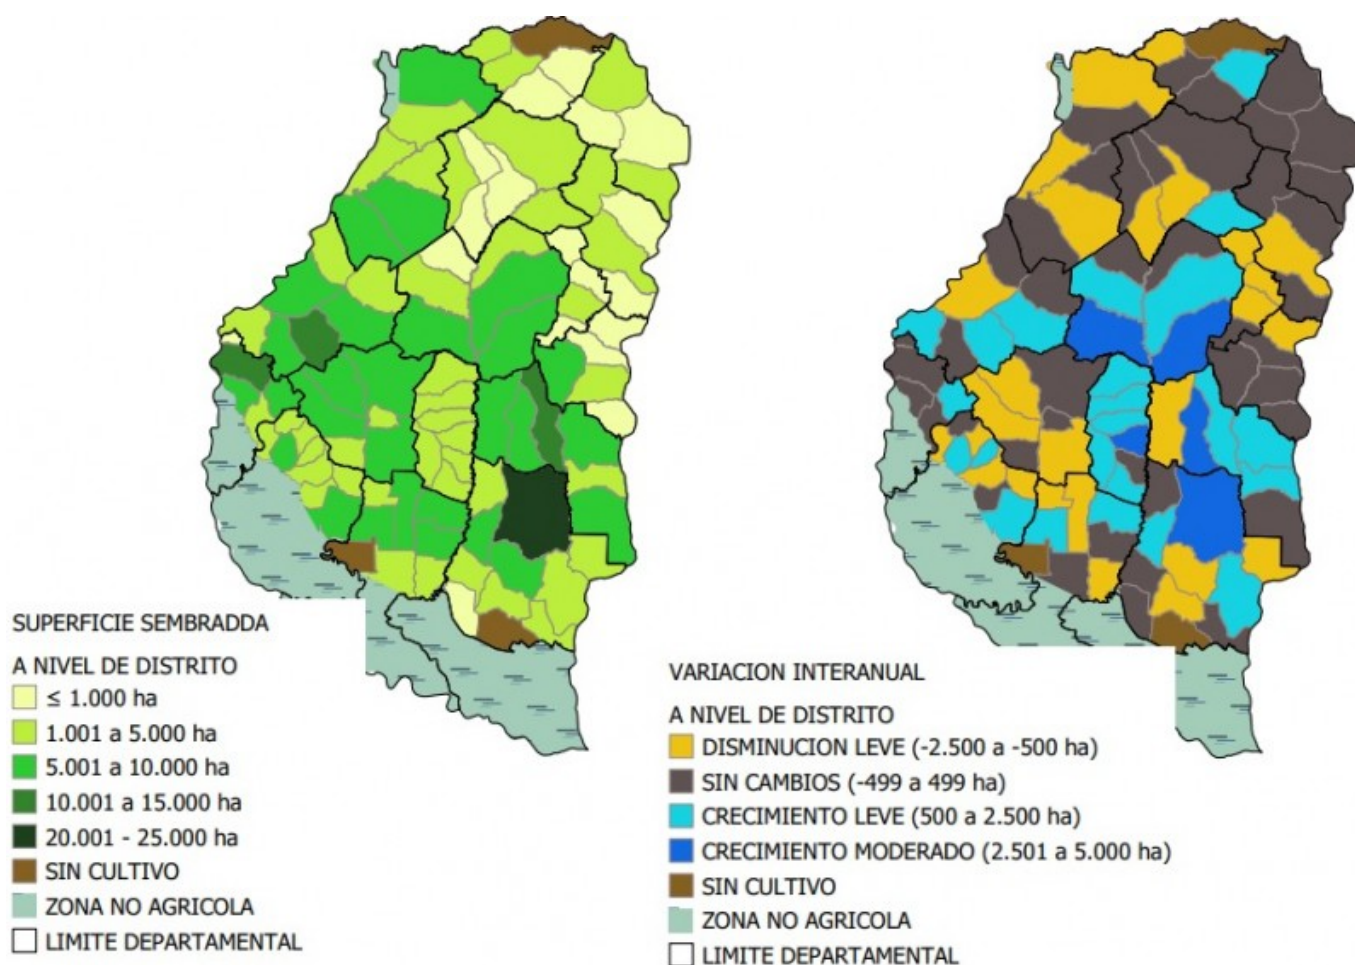 SUPERFICIE SEMBRADDA
A NIVEL DE DISTRITO
≤ 1.000 ha
1.001 a 5.000 ha
5.001 a 10.000 ha
10.001 a 15.000 ha
20.001 - 25.000 ha
SIN CULTIVO
ZONA NO AGRICOLA
LIMITE DEPARTAMENTAL
VARIACION INTERANUAL
A NIVEL DE DISTRITO
DISMINUCION LEVE (-2.500 a -500 ha)
SIN CAMBIOS (-499 a 499 ha)
CRECIMIENTO LEVE (500 a 2.500 ha)
CRECIMIENTO MODERADO (2.501 a 5.000 ha)
SIN CULTIVO
ZONA NO AGRICOLA
LIMITE DEPARTAMENTAL